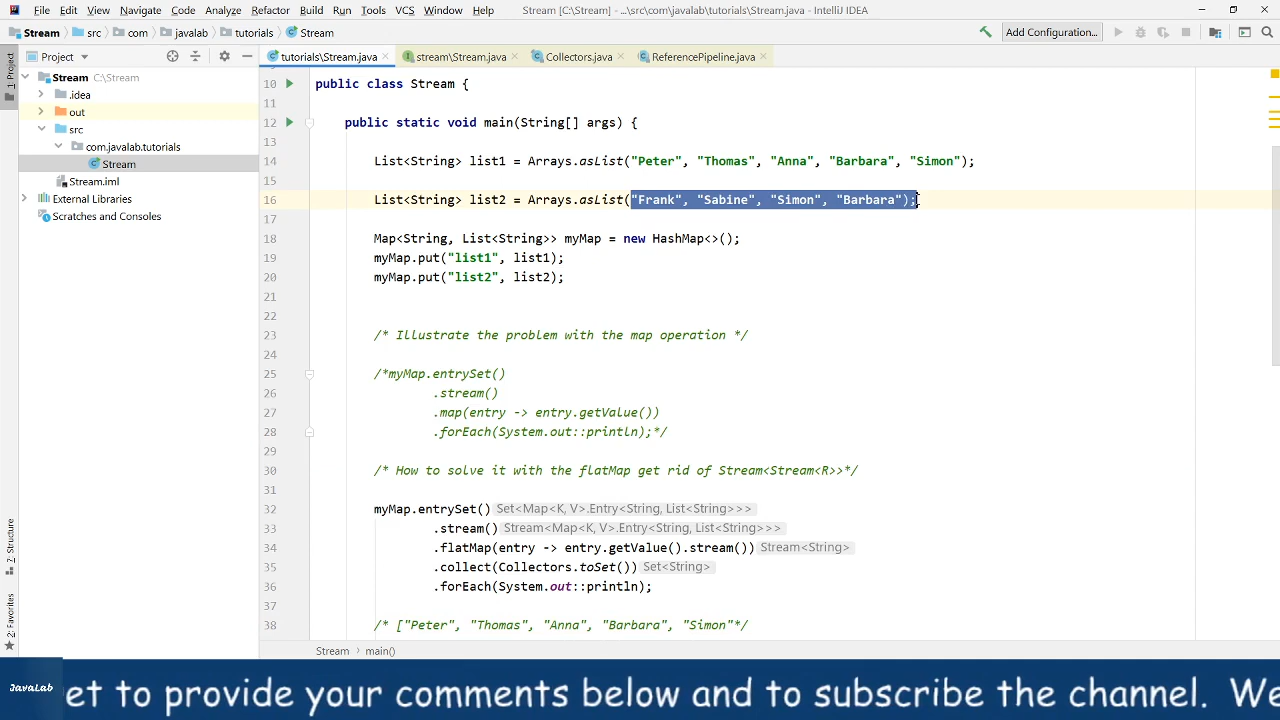 File Edit View Navigate Code Analyze Refactor Build Run Tools VCS Window Help Stream [C:\Stream] - ...\src\com\javalab\tutorials\Stream.java - IntelliJ IDEA
Stream src com javalab tutorials Stream Add Configuration...
Project tutorials\Stream.java stream\Stream.java Collectors.java ReferencePipeline.java
1: Project
Stream C:\Stream
.idea
out
src
com.javalab.tutorials
Stream
Stream.iml
External Libraries
Scratches and Consoles
2: Structure
2: Favorites
10 public class Stream {
11
12 public static void main(String[] args) {
13
14 List<String> list1 = Arrays.asList("Peter", "Thomas", "Anna", "Barbara", "Simon");
15
16 List<String> list2 = Arrays.asList("Frank", "Sabine", "Simon", "Barbara");
17
18 Map<String, List<String>> myMap = new HashMap<>();
19 myMap.put("list1", list1);
20 myMap.put("list2", list2);
21
22
23 /* Illustrate the problem with the map operation */
24
25 /*myMap.entrySet()
26 .stream()
27 .map(entry -> entry.getValue())
28 .forEach(System.out::println);*/
29
30 /* How to solve it with the flatMap get rid of Stream<Stream<R>>*/
31
32 myMap.entrySet() Set<Map<K, V>.Entry<String, List<String>>>
33 .stream() Stream<Map<K, V>.Entry<String, List<String>>>
34 .flatMap(entry -> entry.getValue().stream()) Stream<String>
35 .collect(Collectors.toSet()) Set<String>
36 .forEach(System.out::println);
37
38 /* ["Peter", "Thomas", "Anna", "Barbara", "Simon"*/
Stream main()
JavaLab
et to provide your comments below and to subscribe the channel. We